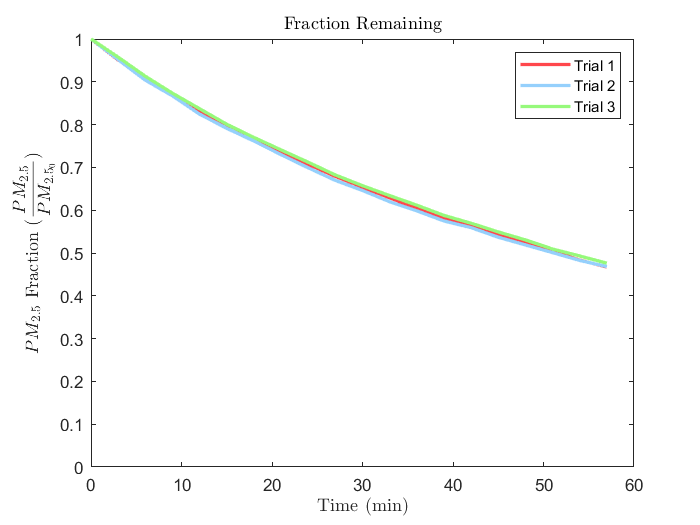 Fraction Remaining
1
0.9
0.8
0.7
0.6
0.5
0.4
0.3
0.2
0.1
0
PM2.5 Fraction (PM2.5/PM2.50)
Trial 1
Trial 2
Trial 3
0 10 20 30 40 50 60
Time (min)